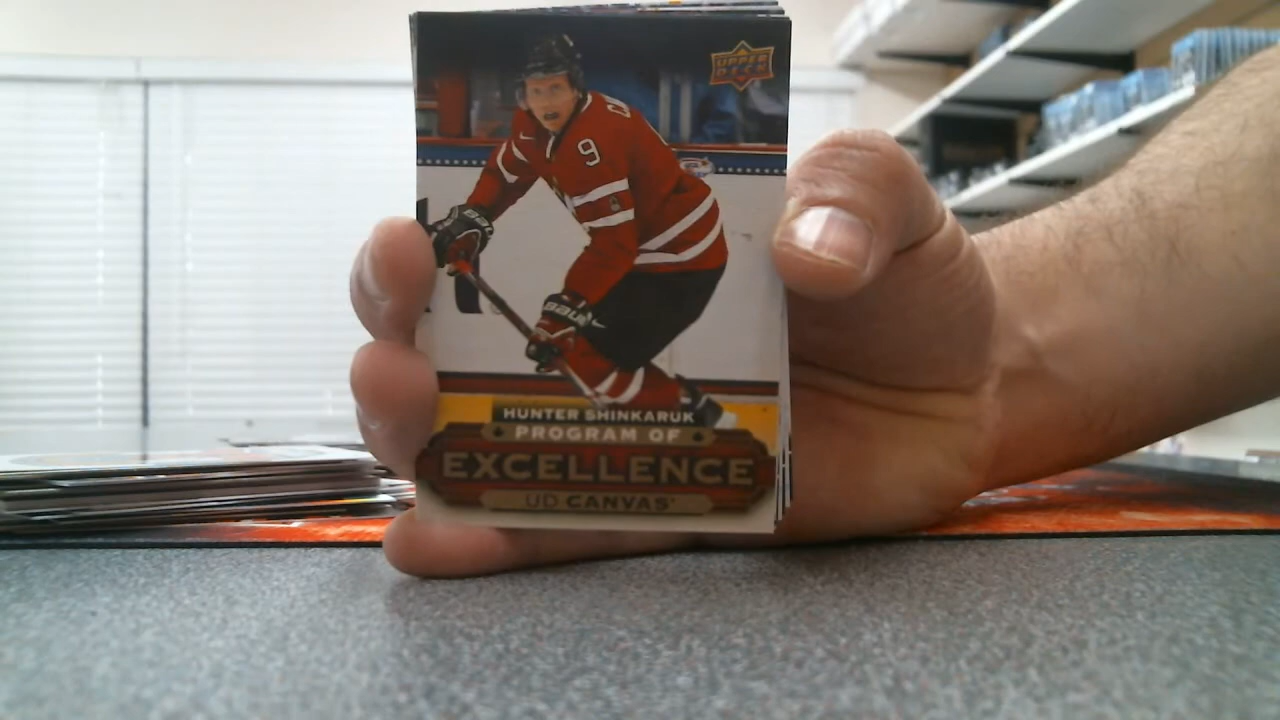 UPPER
DECK
9
HUNTER SHINKARUK
PROGRAM OF
EXCELLENCE
UD CANVAS